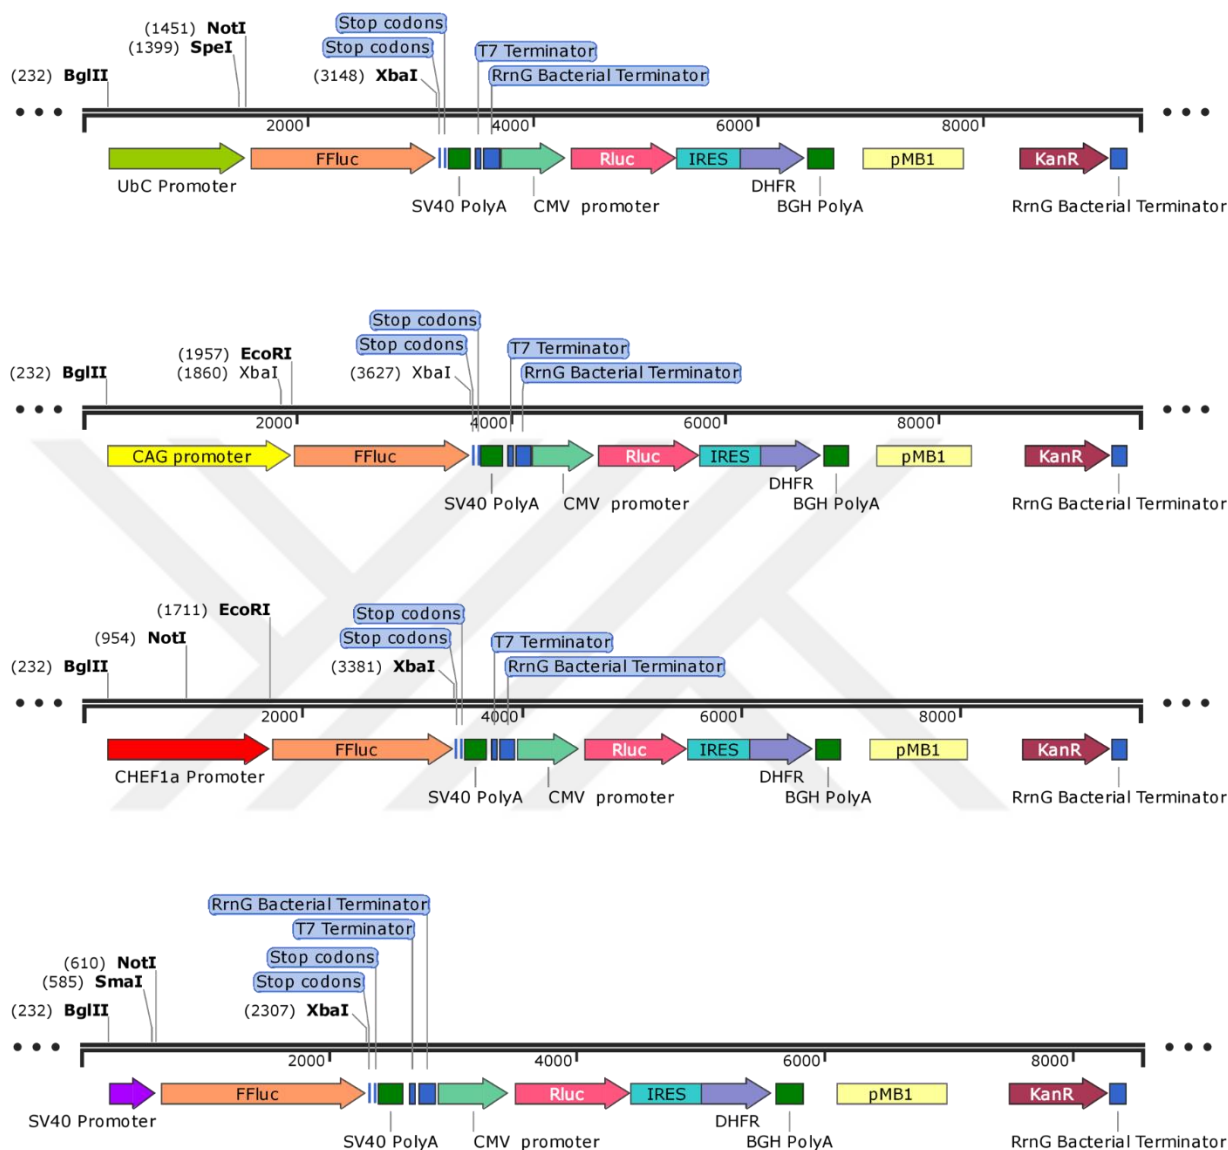 (1451) NotI
Stop codons
(1399) SpeI
Stop codons
T7 Terminator
(232) BglII
(3148) XbaI
RrnG Bacterial Terminator
2000 4000 6000 8000
FFluc Rluc IRES pMB1 KanR
UbC Promoter DHFR
SV40 PolyA CMV promoter BGH PolyA RrnG Bacterial Terminator
Stop codons
(1957) EcoRI
Stop codons
T7 Terminator
(232) BglII
(1860) XbaI
(3627) XbaI
RrnG Bacterial Terminator
2000 4000 6000 8000
CAG promoter FFluc Rluc IRES pMB1 KanR
DHFR
SV40 PolyA CMV promoter BGH PolyA RrnG Bacterial Terminator
(1711) EcoRI
Stop codons
(954) NotI
Stop codons
T7 Terminator
(232) BglII
(3381) XbaI
RrnG Bacterial Terminator
2000 4000 6000 8000
FFluc Rluc IRES pMB1 KanR
CHEF1a Promoter DHFR
SV40 PolyA CMV promoter BGH PolyA RrnG Bacterial Terminator
RrnG Bacterial Terminator
T7 Terminator
(610) NotI
Stop codons
(585) SmaI
Stop codons
(232) BglII
(2307) XbaI
2000 4000 6000 8000
FFluc Rluc IRES pMB1 KanR
SV40 Promoter DHFR
SV40 PolyA CMV promoter BGH PolyA RrnG Bacterial Terminator